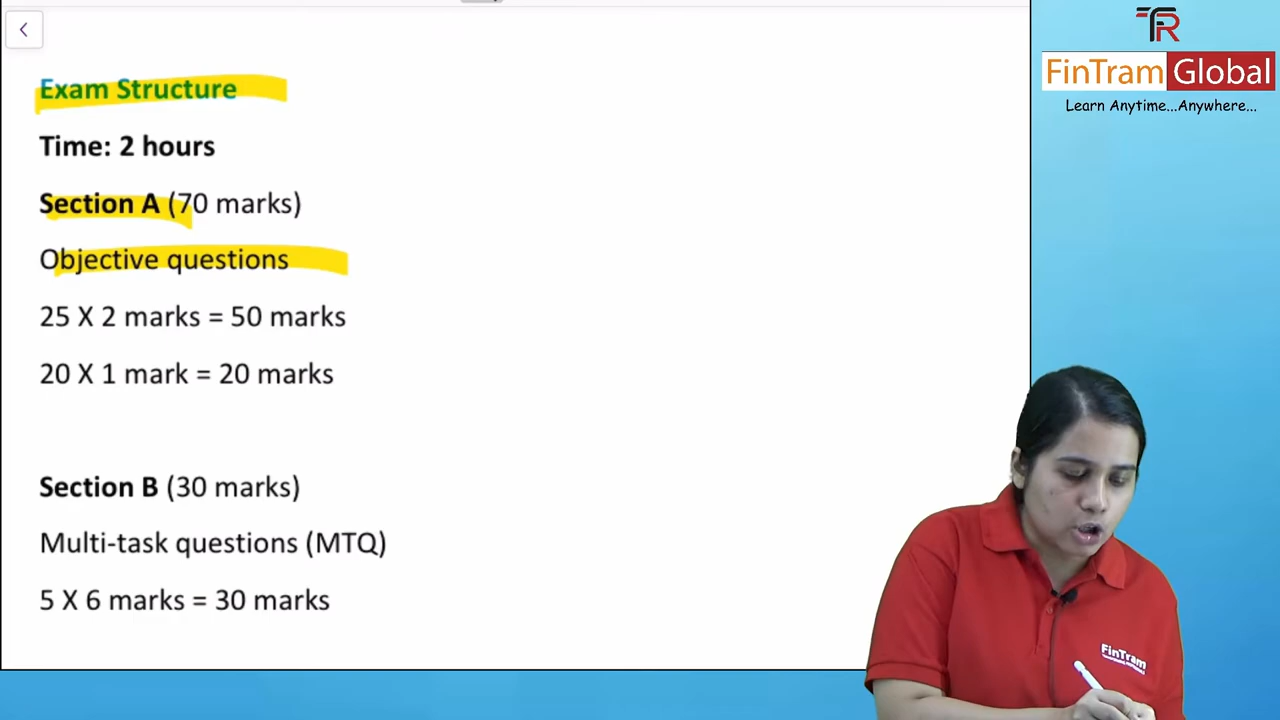 Exam Structure
Time: 2 hours
Section A (70 marks)
Objective questions
25 X 2 marks = 50 marks
20 X 1 mark = 20 marks
Section B (30 marks)
Multi-task questions (MTQ)
5 X 6 marks = 30 marks
FinTram Global
Learn Anytime...Anywhere...
FinTram